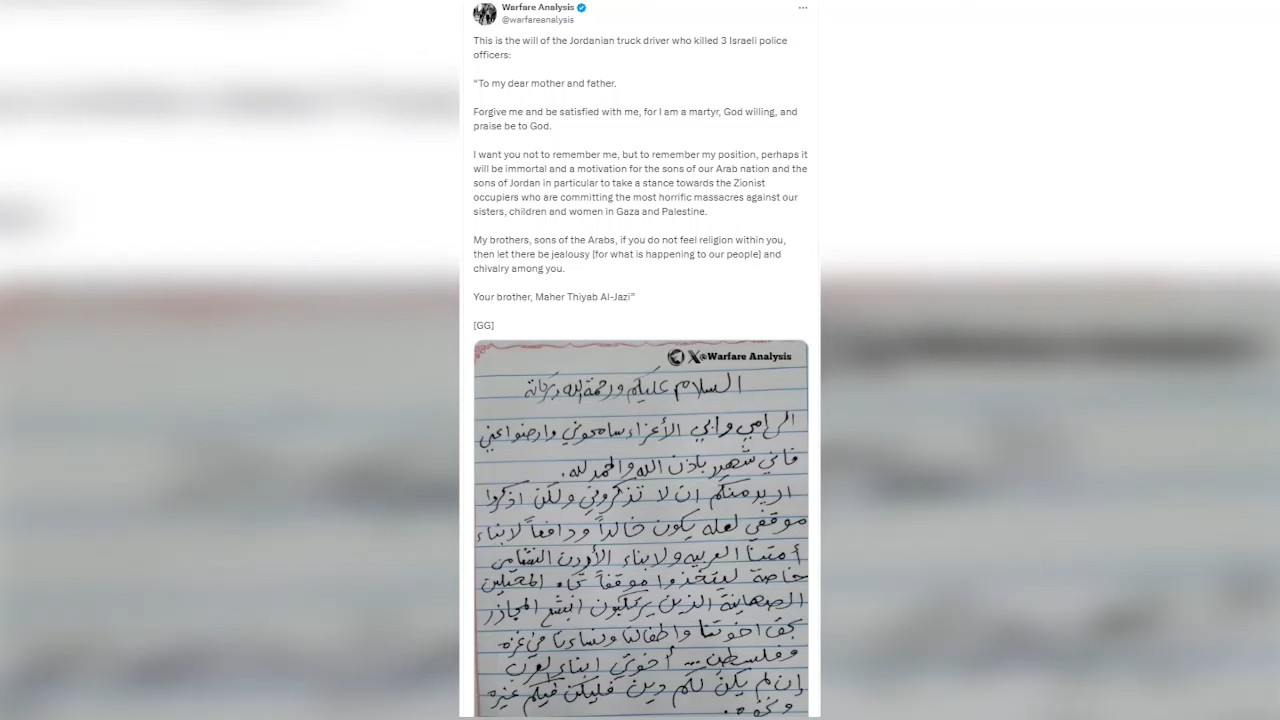 Warfare Analysis
@warfareanalysis
This is the will of the Jordanian truck driver who killed 3 Israeli police
officers:
“To my dear mother and father.
Forgive me and be satisfied with me, for I am a martyr, God willing, and
praise be to God.
I want you not to remember me, but to remember my position, perhaps it
will be immortal and a motivation for the sons of our Arab nation and the
sons of Jordan in particular to take a stance towards the Zionist
occupiers who are committing the most horrific massacres against our
sisters, children and women in Gaza and Palestine.
My brothers, sons of the Arabs, if you do not feel religion within you,
then let there be jealousy [for what is happening to our people] and
chivalry among you.
Your brother, Maher Thiyab Al-Jazi”
[GG]
X@Warfare Analysis
السلام عليكم ورحمة الله وبركاته
الى امي وابي الأعزاء سامحوني وارضوا عني
فاني شهيد باذن الله والحمد لله.
اريد منكم ان لا تذكروني ولكن اذكروا
موقفي لعله يكون خالداً ودافعاً لابناء
أمتنا العربيه ولابناء الأردن النشامى
خاصة ليتخذوا موقفاً تجاه المحتلين
الصهاينة الذين يرتكبون ابشع المجازر
بحق اخوتنا واطفالنا ونساءنا في غزه
وفلسطين ... أخوتي ابناء العرب
إن لم يكن لكم دين فليكن فيكم غيره
ونخوه.